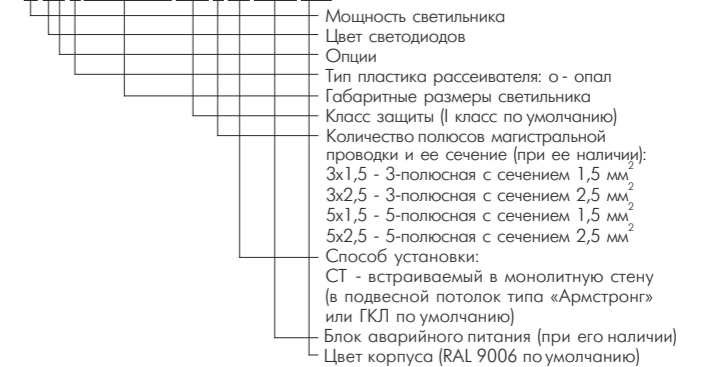 Мощность светильника
Цвет светодиодов
Опции
Тип пластика рассеивателя: о - опал
Габаритные размеры светильника
Класс защиты (I класс по умолчанию)
Количество полюсов магистральной
проводки и ее сечение (при ее наличии):
3х1,5 - 3-полюсная с сечением 1,5 мм²
3х2,5 - 3-полюсная с сечением 2,5 мм²
5х1,5 - 5-полюсная с сечением 1,5 мм²
5х2,5 - 5-полюсная с сечением 2,5 мм²
Способ установки:
СТ - встраиваемый в монолитную стену
(в подвесной потолок типа «Армстронг»
или ГКЛ по умолчанию)
Блок аварийного питания (при его наличии)
Цвет корпуса (RAL 9006 по умолчанию)